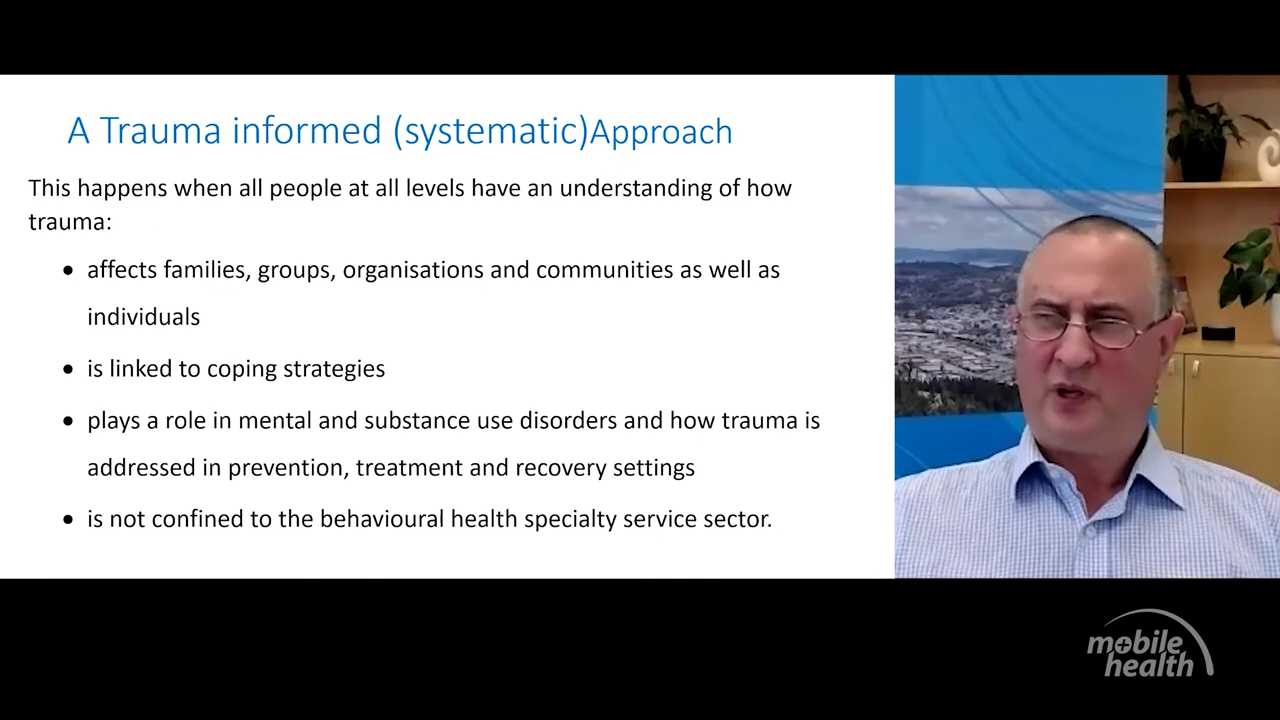 A Trauma informed (systematic)Approach
This happens when all people at all levels have an understanding of how
trauma:
• affects families, groups, organisations and communities as well as
individuals
• is linked to coping strategies
• plays a role in mental and substance use disorders and how trauma is
addressed in prevention, treatment and recovery settings
• is not confined to the behavioural health specialty service sector.
mobile
health